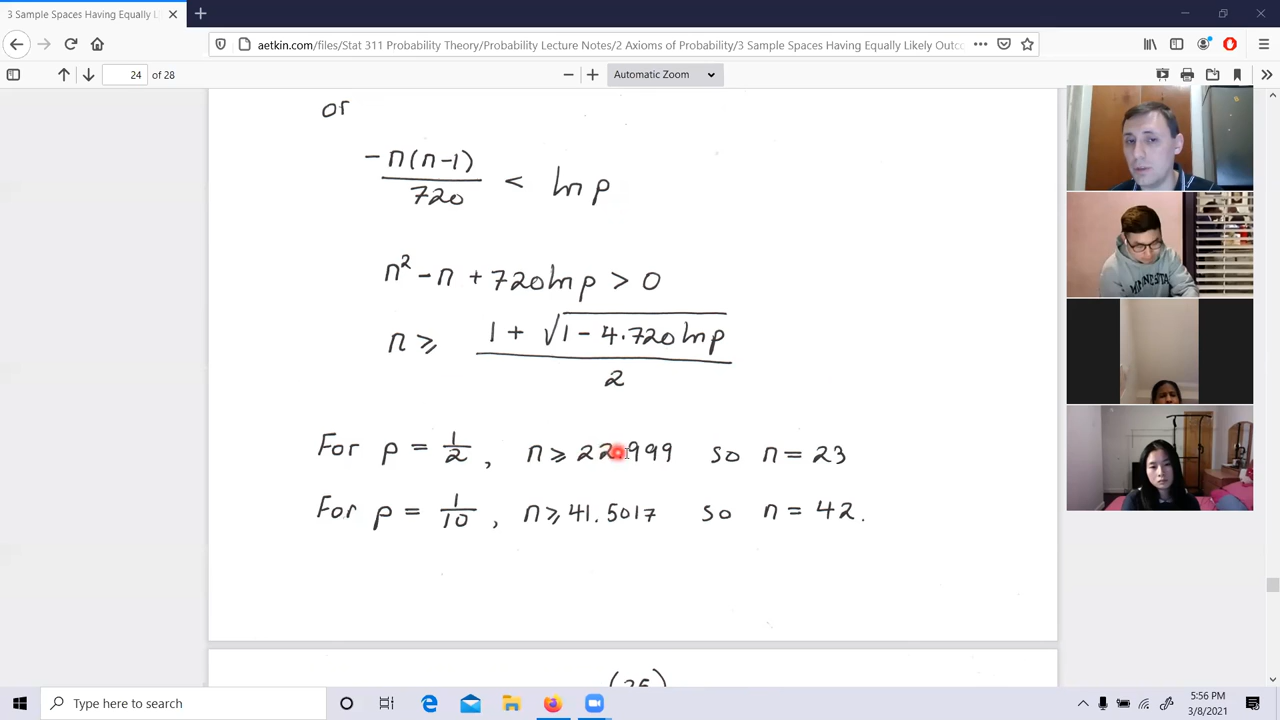 3 Sample Spaces Having Equally L
aetkin.com/files/Stat 311 Probability Theory/Probability Lecture Notes/2 Axioms of Probability/3 Sample Spaces Having Equally Likely Outco
24 of 28
Automatic Zoom
or
-n(n-1)/720 < ln p
n² - n + 720 ln p > 0
n ≥ (1 + √(1 - 4.720 ln p))/2
For p = 1/2, n ≥ 22.999 so n = 23
For p = 1/10, n ≥ 41.5017 so n = 42.
MINNESOTA
Type here to search
5:56 PM
3/8/2021